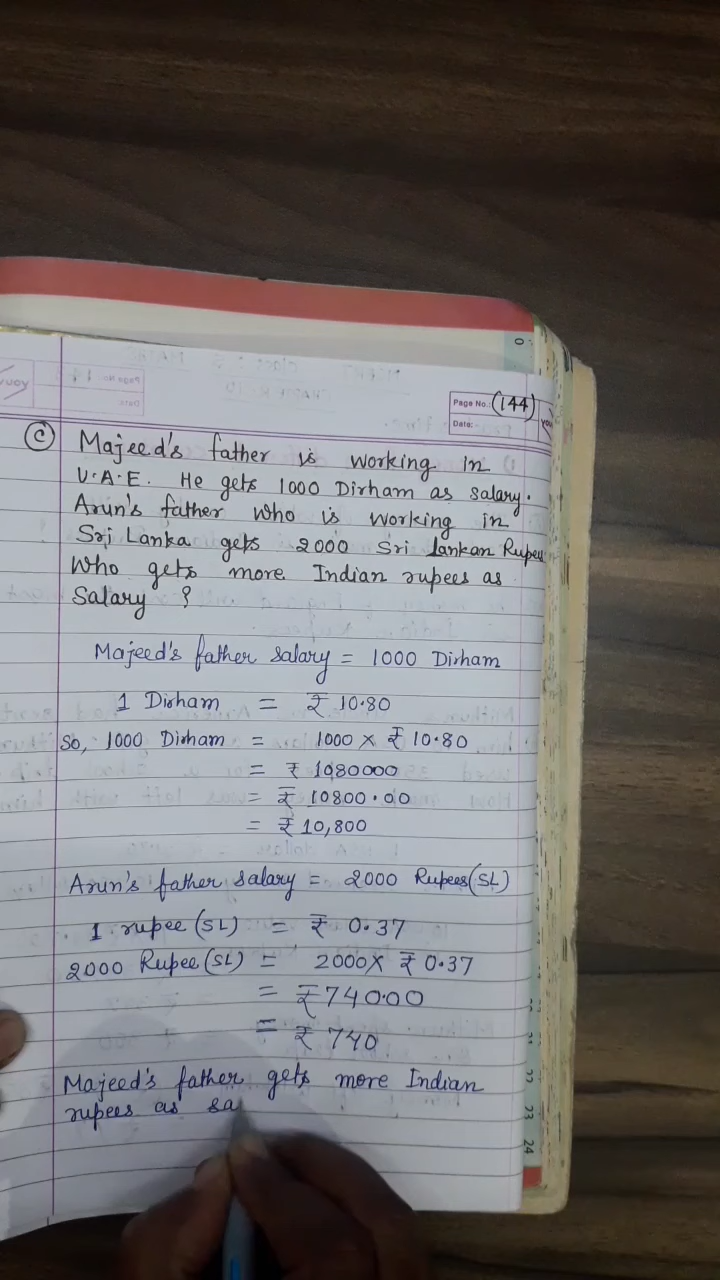 Page No.: (144)
Date:
(C) Majeed's father is working in
U.A.E. He gets 1000 Dirham as salary.
Arun's father who is working in
Sri Lanka gets 2000 Sri Lankan Rupees
Who gets more Indian rupees as
Salary ?
Majeed's father salary = 1000 Dirham
1 Dirham = ₹ 10.80
So, 1000 Dirham = 1000 × ₹ 10.80
= ₹ 1080000
= ₹ 10800.00
= ₹ 10,800
Arun's father salary = 2000 Rupees(SL)
1 rupee (SL) = ₹ 0.37
2000 Rupee (SL) = 2000× ₹ 0.37
= ₹ 740.00
= ₹ 740
Majeed's father gets more Indian
rupees as sa
22
23
24